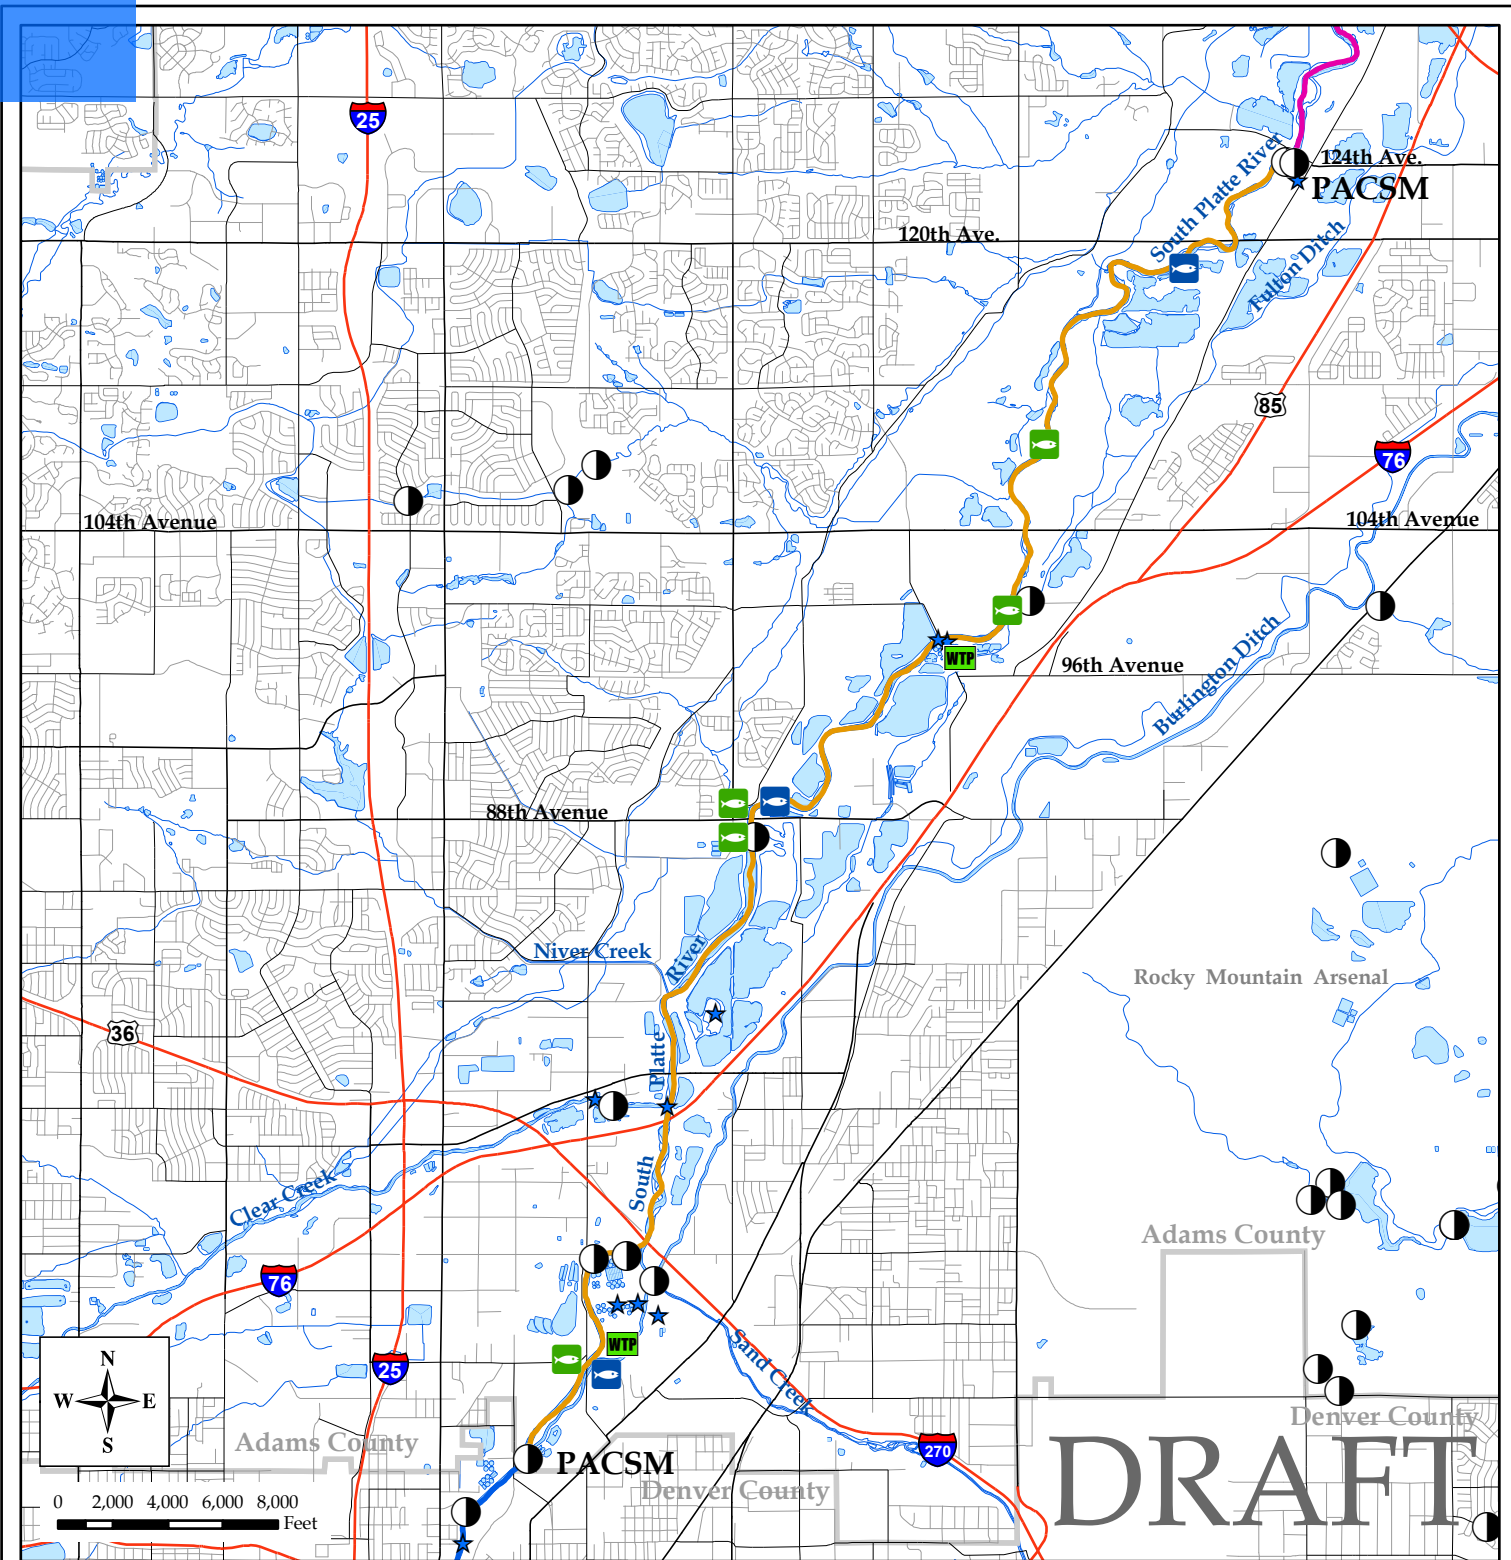 25
124th Ave.
PACSM
South Platte River
120th Ave.
Fulton Ditch
85
76
104th Avenue
104th Avenue
WTP
96th Avenue
Burlington Ditch
88th Avenue
Niver Creek
River
Rocky Mountain Arsenal
36
Platte
South
Clear Creek
Adams County
76
WTP
Sand Creek
N
W E
S
25
Denver County
Adams County
270
DRAFT
PACSM
Denver County
0 2,000 4,000 6,000 8,000
Feet